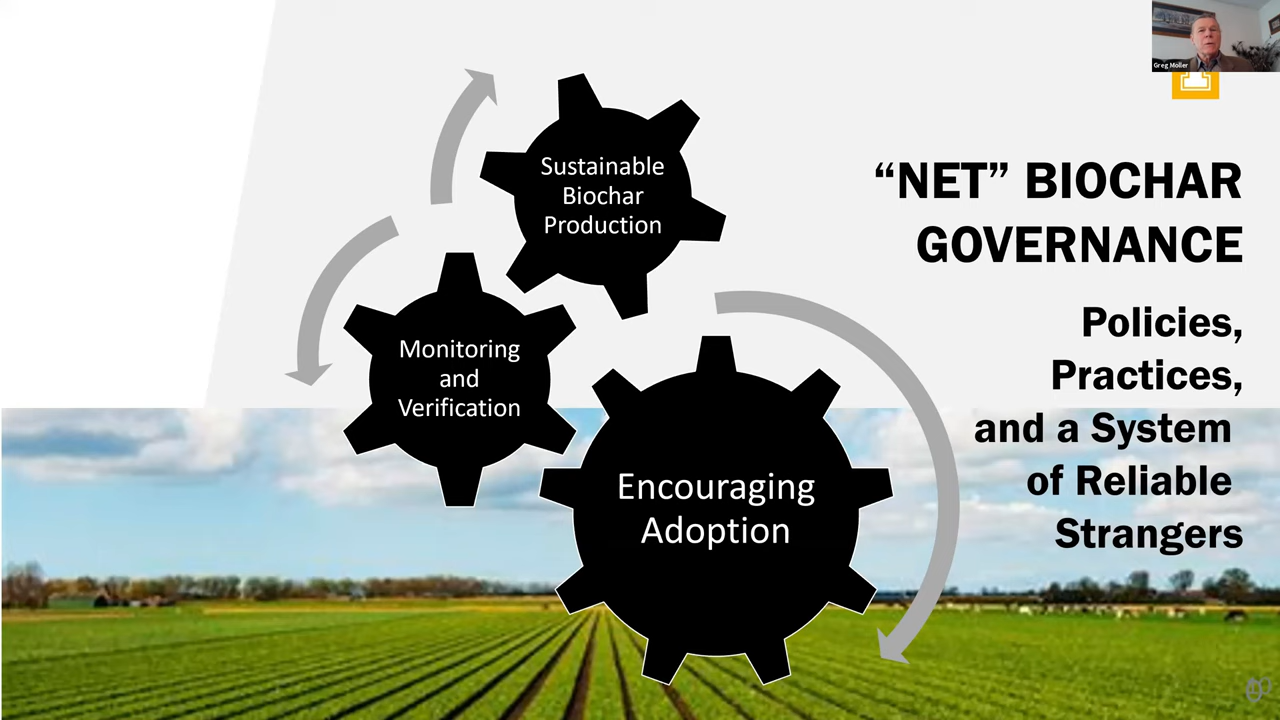 Greg Möller
“NET” BIOCHAR
GOVERNANCE
Policies,
Practices,
and a System
of Reliable
Strangers
Sustainable
Biochar
Production
Monitoring
and
Verification
Encouraging
Adoption